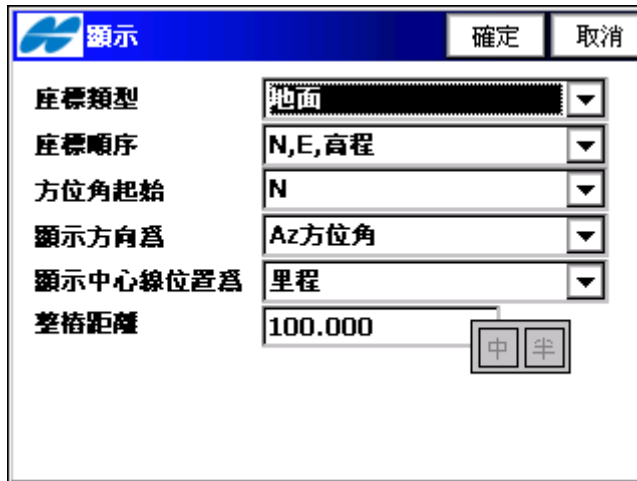 顯示 確定 取消
座標類型 地面
座標順序 N,E,高程
方位角起始 N
顯示方向爲 Az方位角
顯示中心線位置爲 里程
整樁距離 100.000
中 半